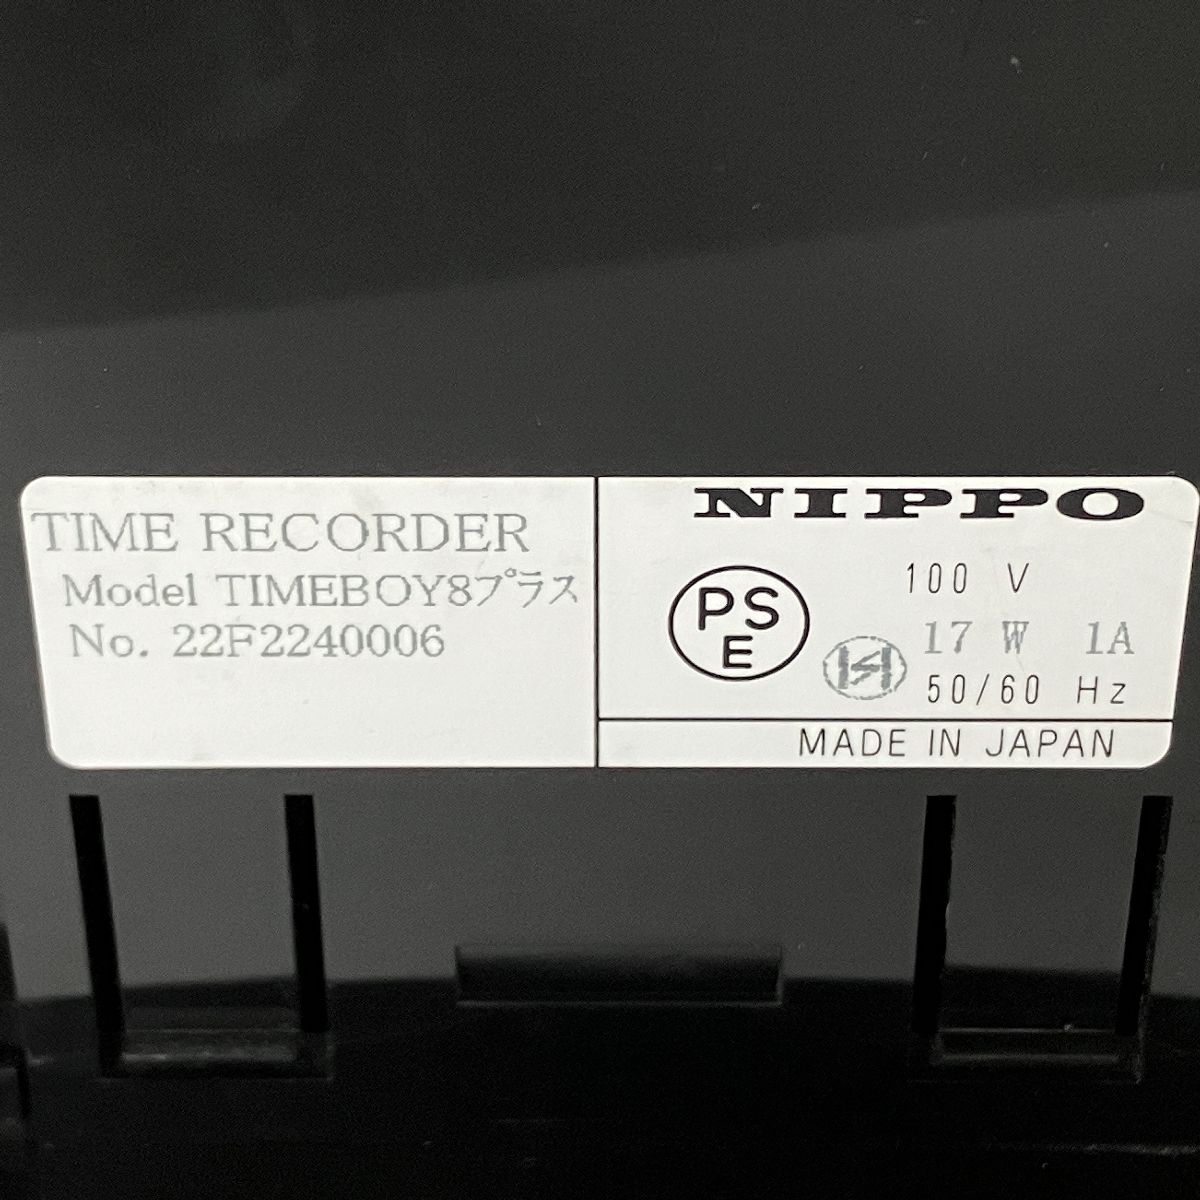 TIME RECORDER
Model TIMEBOY8プラス
No. 22F2240006
NIPPO
PS
E
100 V
17 W 1A
50/60 Hz
MADE IN JAPAN